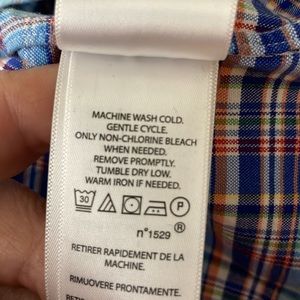 MACHINE WASH COLD.
GENTLE CYCLE.
ONLY NON-CHLORINE BLEACH
WHEN NEEDED.
REMOVE PROMPTLY.
TUMBLE DRY LOW.
WARM IRON IF NEEDED.
30 P
n°1529 ®
RETIRER RAPIDEMENT DE LA
MACHINE.
RIMUOVERE PRONTAMENTE.